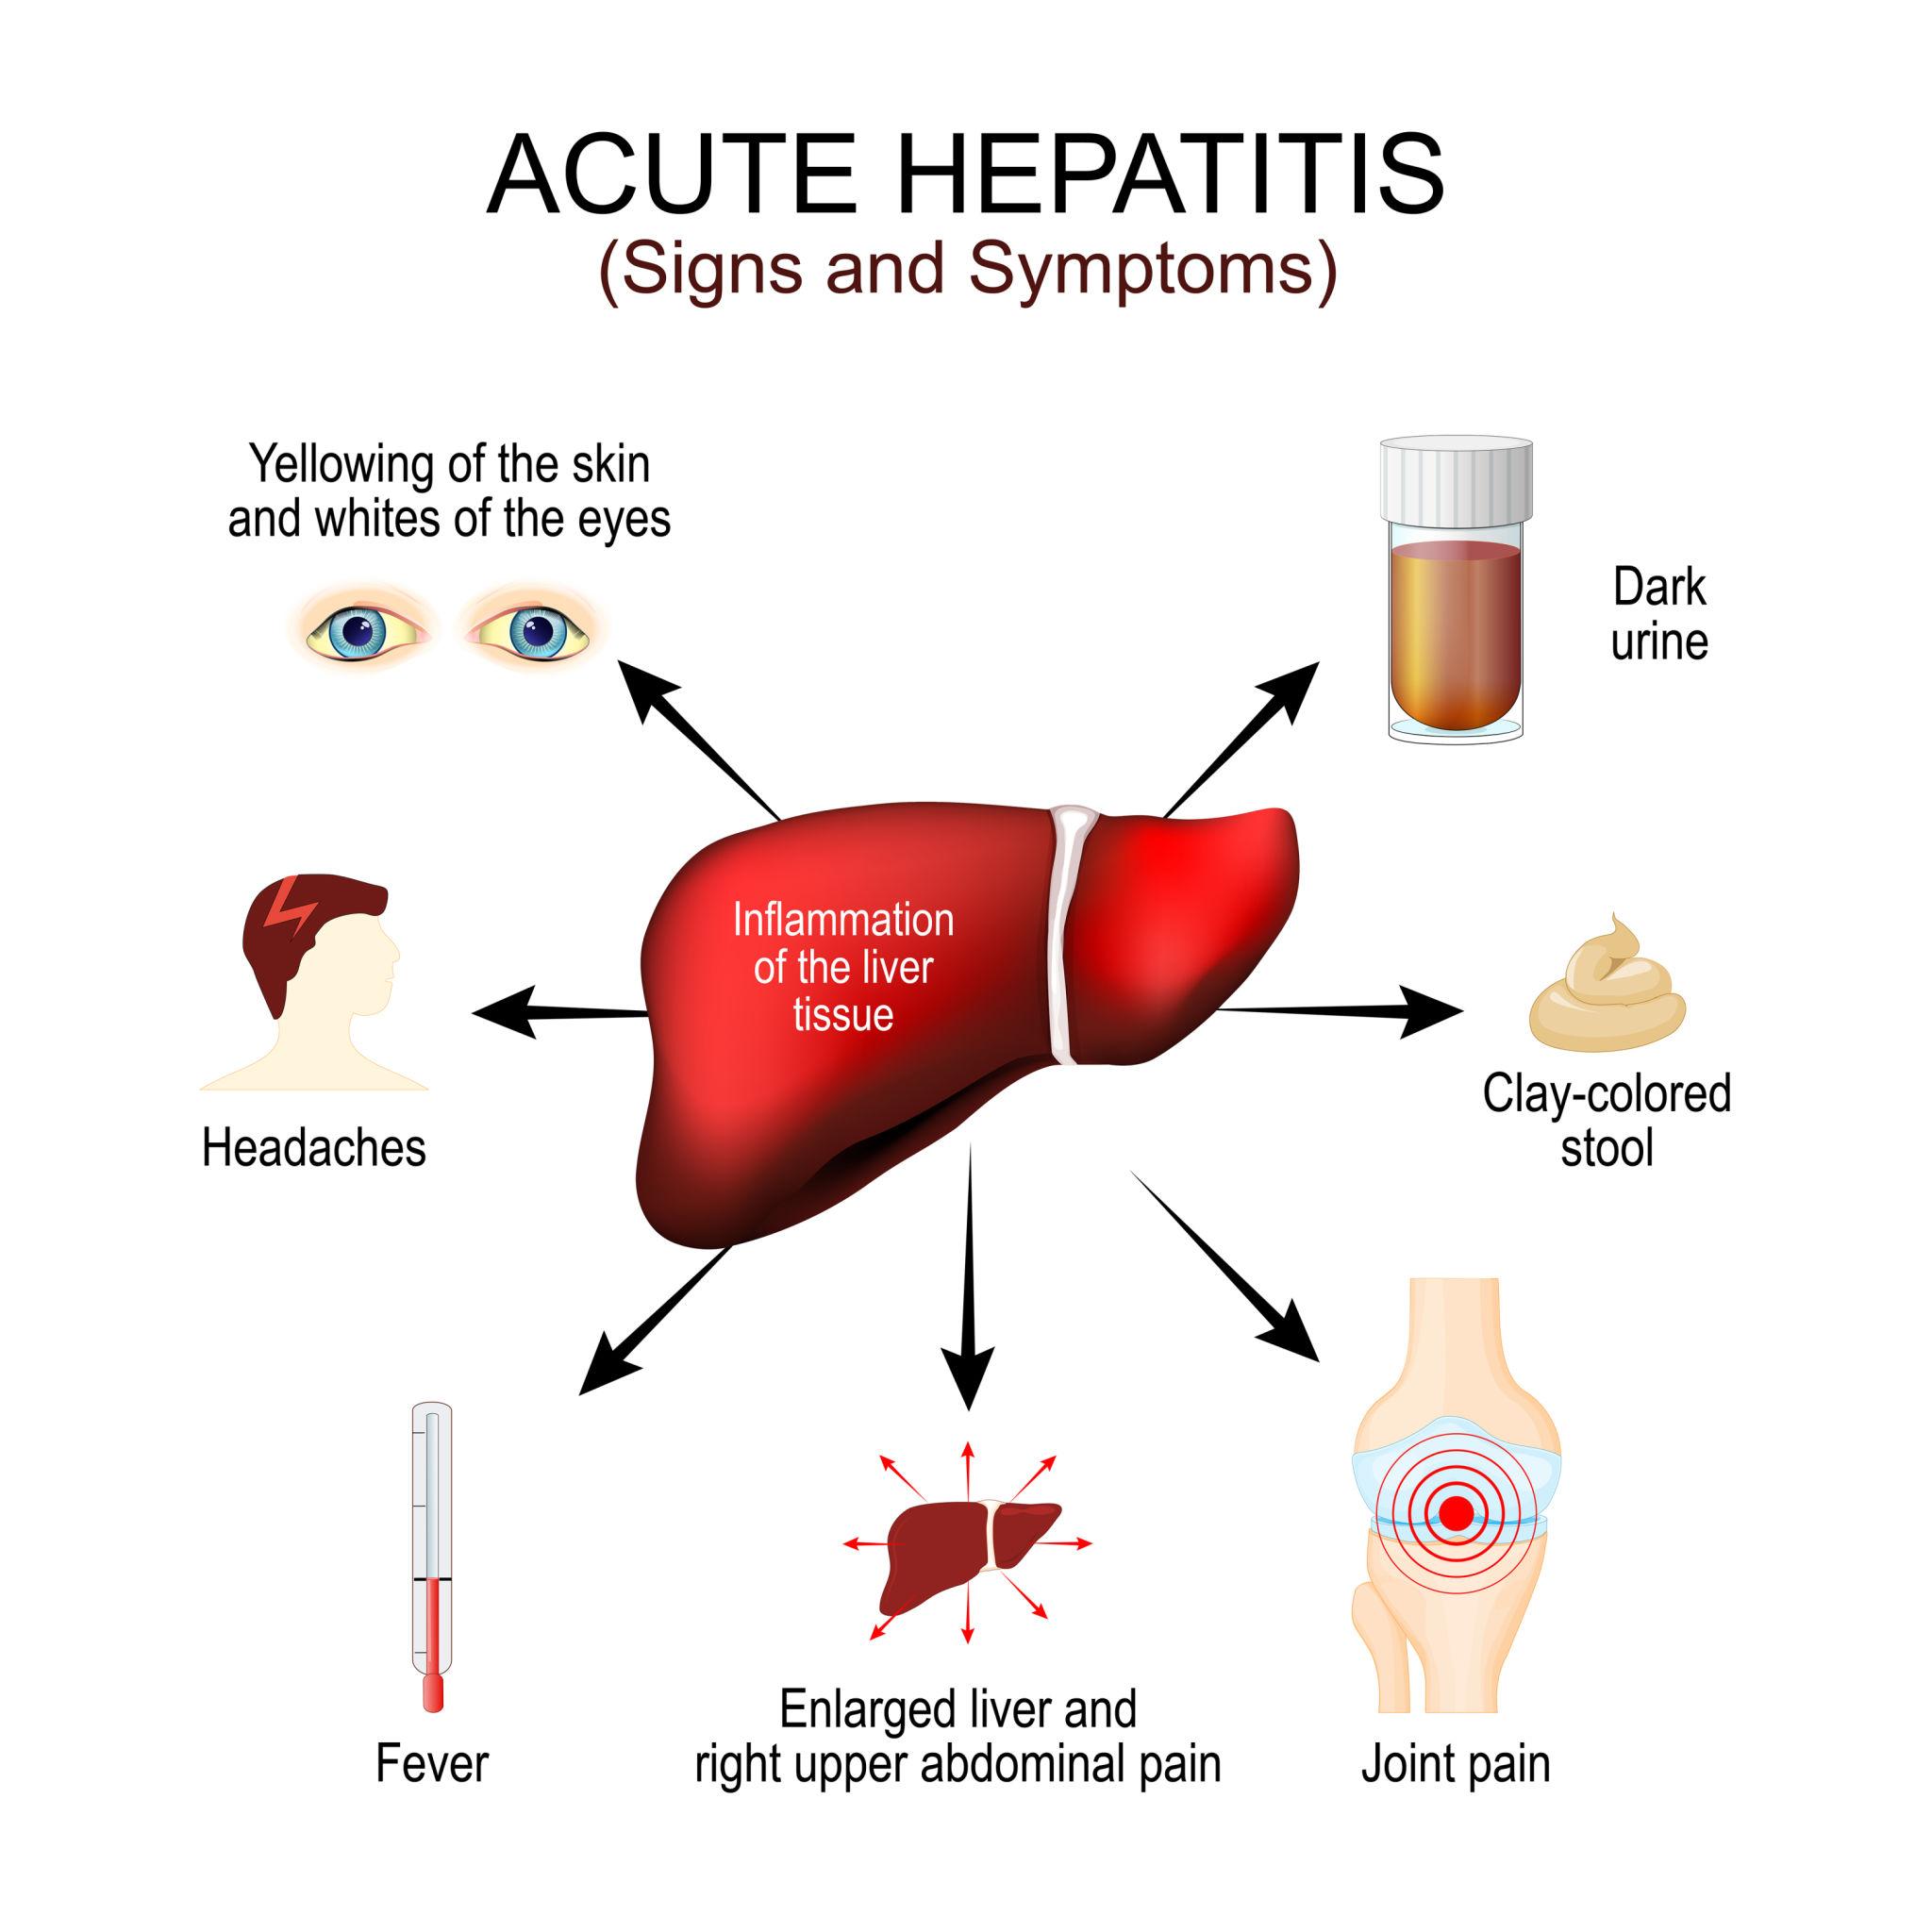 ACUTE HEPATITIS
(Signs and Symptoms)
Yellowing of the skin
and whites of the eyes
Dark
urine
Inflammation
of the liver
tissue
Headaches
Clay-colored
stool
Fever
Enlarged liver and
right upper abdominal pain
Joint pain